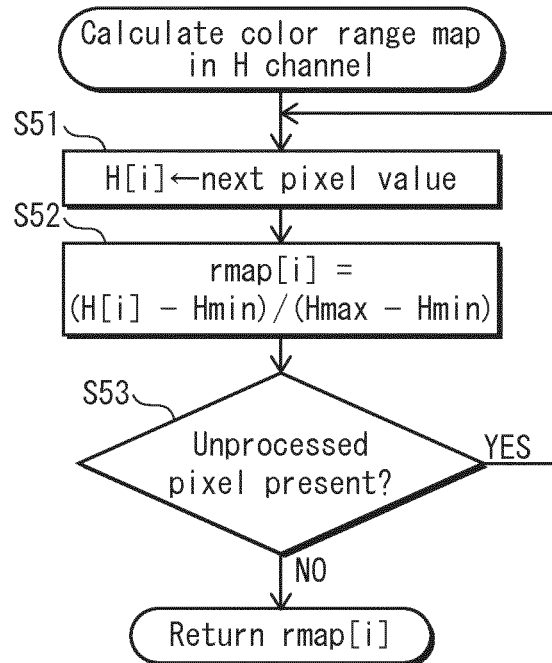 Calculate color range map
in H channel
S51
H[i]←next pixel value
S52
rmap[i] =
(H[i] − Hmin)/(Hmax − Hmin)
S53
Unprocessed
pixel present?
YES
NO
Return rmap[i]